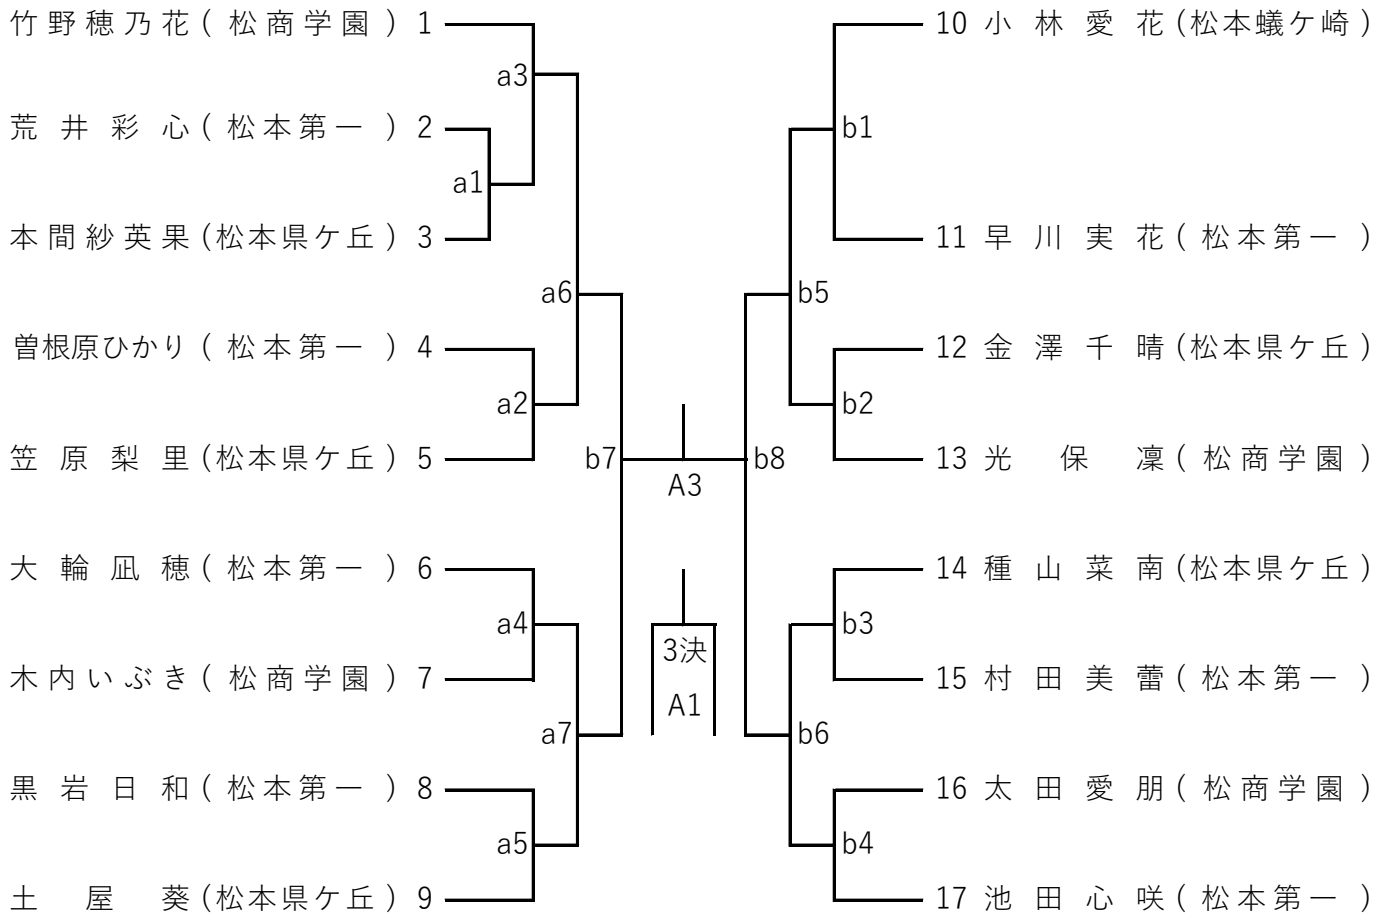 竹野穂乃花(松商学園) 1
a3
荒井彩心(松本第一) 2
a1
本間紗英果(松本県ケ丘) 3
a6
曽根原ひかり(松本第一) 4
a2
笠原梨里(松本県ケ丘) 5
b7
大輪凪穂(松本第一) 6
a4
木内いぶき(松商学園) 7
a7
黒岩日和(松本第一) 8
a5
土屋葵(松本県ケ丘) 9
A3
3決
A1
10 小林愛花(松本蟻ケ崎)
b1
11 早川実花(松本第一)
b5
12 金澤千晴(松本県ケ丘)
b2
13 光保凜(松商学園)
b8
14 種山菜南(松本県ケ丘)
b3
15 村田美蕾(松本第一)
b6
16 太田愛朋(松商学園)
b4
17 池田心咲(松本第一)